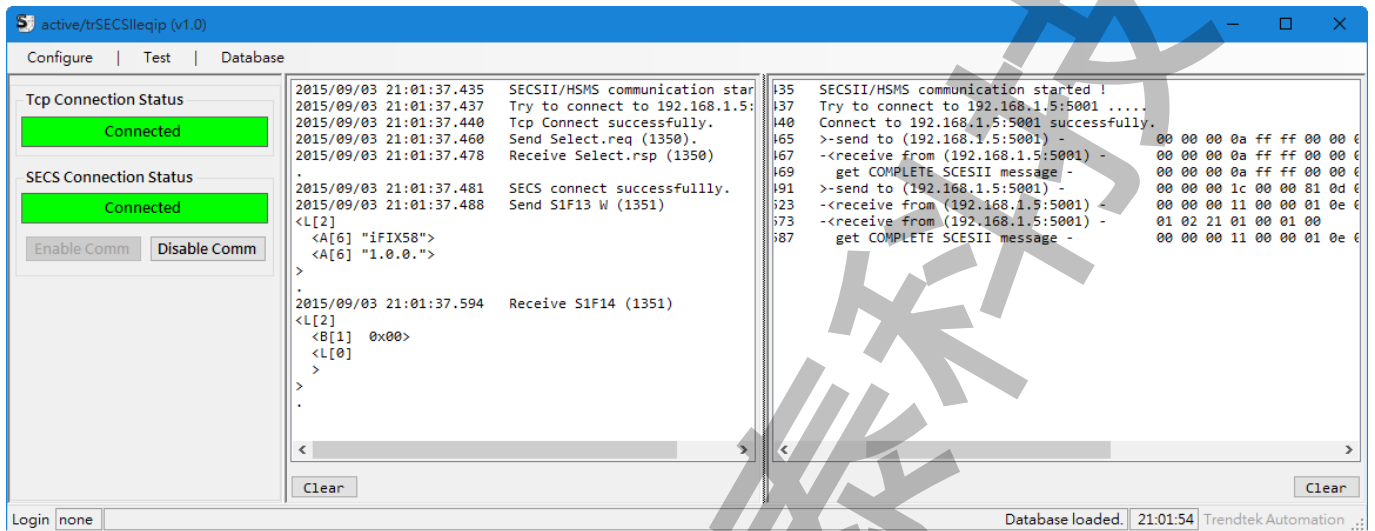 active/trSECSIIeqip (v1.0)
Configure | Test | Database
Tcp Connection Status
Connected
SECS Connection Status
Connected
Enable Comm Disable Comm
2015/09/03 21:01:37.435 SECSII/HSMS communication star
2015/09/03 21:01:37.437 Try to connect to 192.168.1.5:
2015/09/03 21:01:37.440 Tcp Connect successfully.
2015/09/03 21:01:37.460 Send Select.req (1350).
2015/09/03 21:01:37.478 Receive Select.rsp (1350)
.
2015/09/03 21:01:37.481 SECS connect successfullly.
2015/09/03 21:01:37.488 Send S1F13 W (1351)
<L[2]
<A[6] "iFIX58">
<A[6] "1.0.0.">
>
.
2015/09/03 21:01:37.594 Receive S1F14 (1351)
<L[2]
<B[1] 0x00>
<L[0]
>
>
.
Clear
435 SECSII/HSMS communication started !
437 Try to connect to 192.168.1.5:5001 .....
440 Connect to 192.168.1.5:5001 successfully.
465 >-send to (192.168.1.5:5001) - 00 00 00 0a ff ff 00 00 0
467 -<receive from (192.168.1.5:5001) - 00 00 00 0a ff ff 00 00 0
469 get COMPLETE SCESII message - 00 00 00 0a ff ff 00 00 0
491 >-send to (192.168.1.5:5001) - 00 00 00 1c 00 00 81 0d 0
523 -<receive from (192.168.1.5:5001) - 00 00 00 11 00 00 01 0e 0
573 -<receive from (192.168.1.5:5001) - 01 02 21 01 00 01 00
587 get COMPLETE SCESII message - 00 00 00 11 00 00 01 0e 0
Clear
Login none
Database loaded. 21:01:54 Trendtek Automation
泰科技